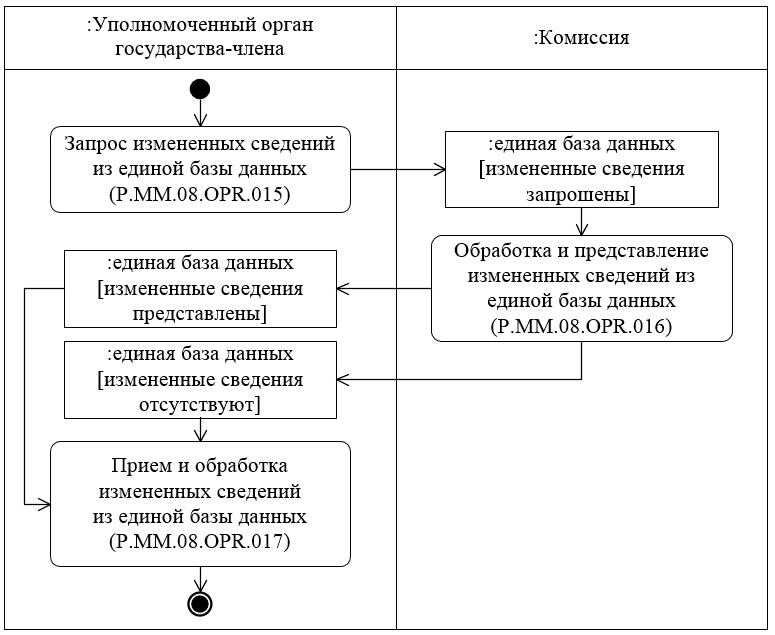 :Уполномоченный орган
государства-члена
:Комиссия
Запрос измененных сведений
из единой базы данных
(P.MM.08.OPR.015)
:единая база данных
[измененные сведения
запрошены]
Обработка и представление
измененных сведений из
единой базы данных
(P.MM.08.OPR.016)
:единая база данных
[измененные сведения
представлены]
:единая база данных
[измененные сведения
отсутствуют]
Прием и обработка
измененных сведений
из единой базы данных
(P.MM.08.OPR.017)